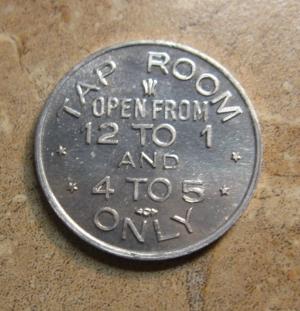 TAP ROOM
OPEN FROM
12 TO 1
AND
4 TO 5
ONLY